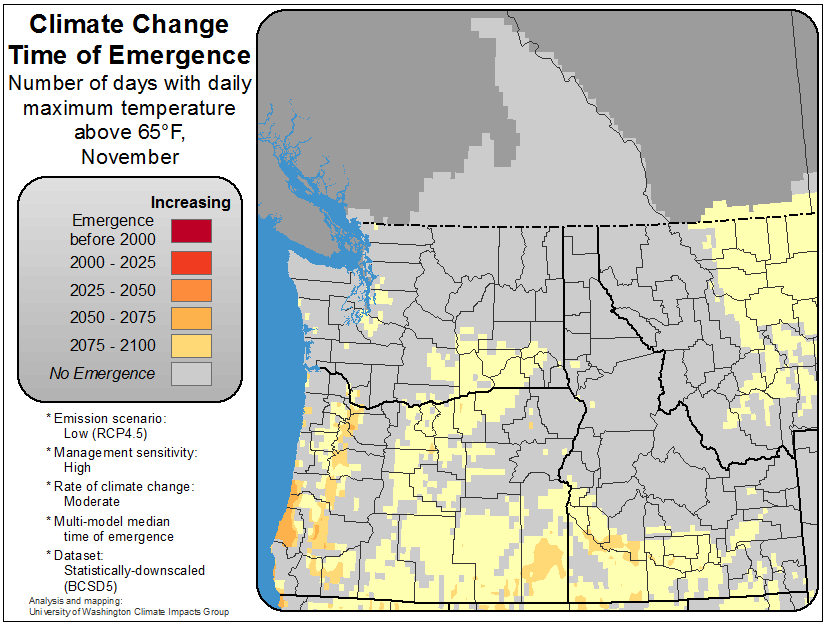 Climate Change
Time of Emergence
Number of days with daily
maximum temperature
above 65°F,
November
Increasing
Emergence
before 2000
2000 - 2025
2025 - 2050
2050 - 2075
2075 - 2100
No Emergence
* Emission scenario:
Low (RCP4.5)
* Management sensitivity:
High
* Rate of climate change:
Moderate
* Multi-model median
time of emergence
* Dataset:
Statistically-downscaled
(BCSD5)
Analysis and mapping:
University of Washington Climate Impacts Group